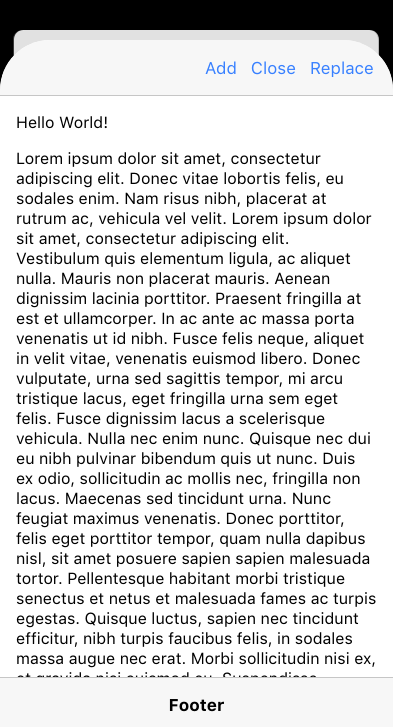 Add Close Replace
Hello World!
Lorem ipsum dolor sit amet, consectetur
adipiscing elit. Donec vitae lobortis felis, eu
sodales enim. Nam risus nibh, placerat at
rutrum ac, vehicula vel velit. Lorem ipsum dolor
sit amet, consectetur adipiscing elit.
Vestibulum quis elementum ligula, ac aliquet
nulla. Mauris non placerat mauris. Aenean
dignissim lacinia porttitor. Praesent fringilla at
est et ullamcorper. In ac ante ac massa porta
venenatis ut id nibh. Fusce felis neque, aliquet
in velit vitae, venenatis euismod libero. Donec
vulputate, urna sed sagittis tempor, mi arcu
tristique lacus, eget fringilla urna sem eget
felis. Fusce dignissim lacus a scelerisque
vehicula. Nulla nec enim nunc. Quisque nec dui
eu nibh pulvinar bibendum quis ut nunc. Duis
ex odio, sollicitudin ac mollis nec, fringilla non
lacus. Maecenas sed tincidunt urna. Nunc
feugiat maximus venenatis. Donec porttitor,
felis eget porttitor tempor, quam nulla dapibus
nisl, sit amet posuere sapien sapien malesuada
tortor. Pellentesque habitant morbi tristique
senectus et netus et malesuada fames ac turpis
egestas. Quisque luctus, sapien nec tincidunt
efficitur, nibh turpis faucibus felis, in sodales
massa augue nec erat. Morbi sollicitudin nisi ex,
Footer